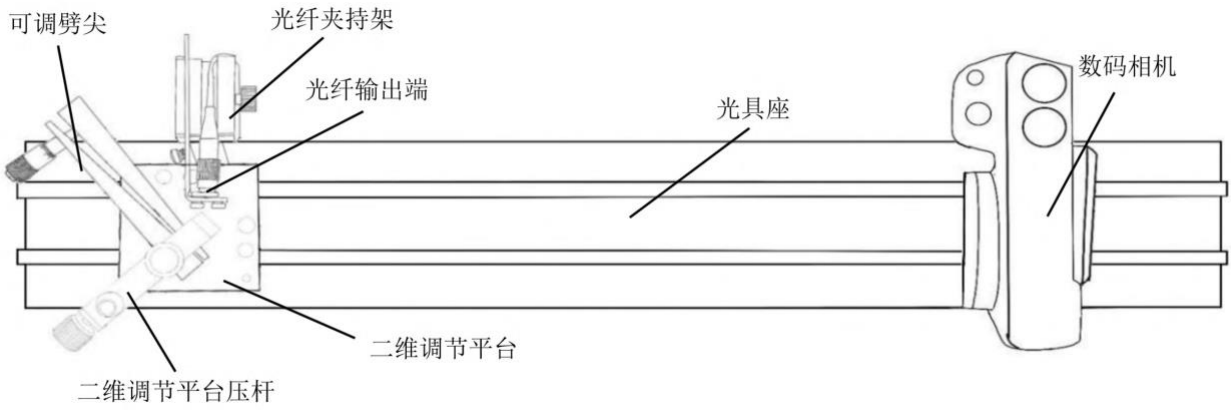 可调劈尖
光纤夹持架
光纤输出端
光具座
数码相机
二维调节平台
二维调节平台压杆